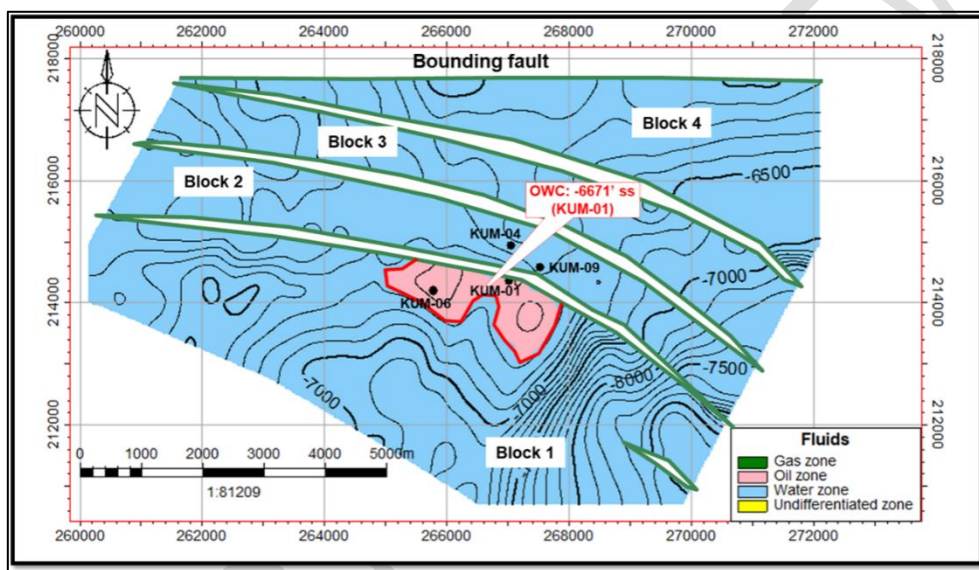 260000 262000 264000 266000 268000 270000 272000
218000 218000
Bounding fault
Block 4
Block 3
Block 2
216000 216000
-6500
OWC: -6671' ss
(KUM-01)
KUM-04
KUM-09
-7000
KUM-01
KUM-06
214000 214000
-7500
-8000
-7000
-7000
212000 212000
Block 1
0 1000 2000 3000 4000 5000m
1:81209
Fluids
Gas zone
Oil zone
Water zone
Undifferentiated zone
260000 262000 264000 266000 268000 270000 272000
N